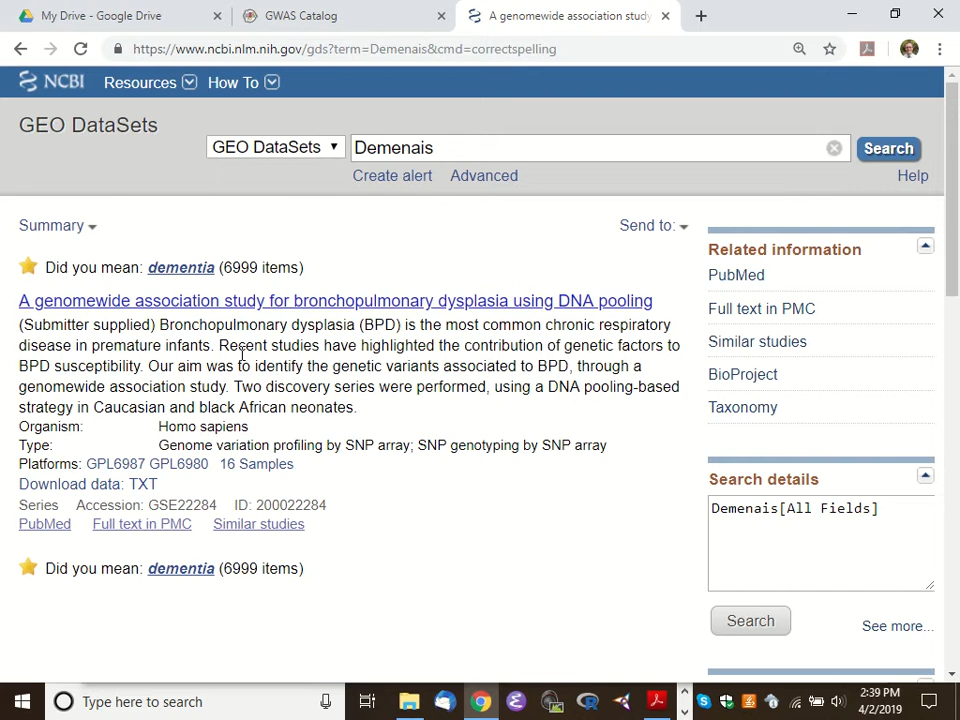 My Drive - Google Drive
GWAS Catalog
A genomewide association study
https://www.ncbi.nlm.nih.gov/gds?term=Demenais&cmd=correctspelling
NCBI Resources How To
GEO DataSets
GEO DataSets Demenais Search
Create alert Advanced Help
Summary Send to:
Did you mean: dementia (6999 items)
A genomewide association study for bronchopulmonary dysplasia using DNA pooling
(Submitter supplied) Bronchopulmonary dysplasia (BPD) is the most common chronic respiratory
disease in premature infants. Recent studies have highlighted the contribution of genetic factors to
BPD susceptibility. Our aim was to identify the genetic variants associated to BPD, through a
genomewide association study. Two discovery series were performed, using a DNA pooling-based
strategy in Caucasian and black African neonates.
Organism: Homo sapiens
Type: Genome variation profiling by SNP array; SNP genotyping by SNP array
Platforms: GPL6987 GPL6980 16 Samples
Download data: TXT
Series Accession: GSE22284 ID: 200022284
PubMed Full text in PMC Similar studies
Did you mean: dementia (6999 items)
Related information
PubMed
Full text in PMC
Similar studies
BioProject
Taxonomy
Search details
Demenais[All Fields]
Search See more...
Type here to search
2:39 PM
4/2/2019